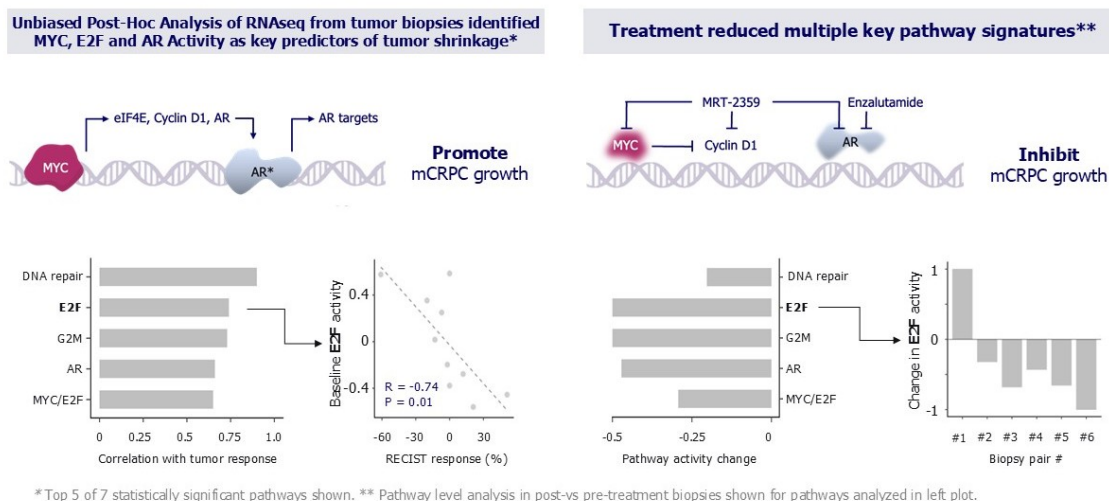 Unbiased Post-Hoc Analysis of RNAseq from tumor biopsies identified
MYC, E2F and AR Activity as key predictors of tumor shrinkage*
eIF4E, Cyclin D1, AR
AR targets
MYC
AR*
Promote
mCRPC growth
DNA repair
E2F
G2M
AR
MYC/E2F
0
0.25
0.50
0.75
1.0
Correlation with tumor response
Baseline E2F activity
0.4
0
-0.4
R = -0.74
P = 0.01
-60
-30
0
30
RECIST response (%)
Treatment reduced multiple key pathway signatures**
MRT-2359
Enzalutamide
MYC
Cyclin D1
AR
Inhibit
mCRPC growth
DNA repair
E2F
G2M
AR
MYC/E2F
-0.5
-0.25
0
Pathway activity change
Change in E2F activity
1
0
-1
#1
#2
#3
#4
#5
#6
Biopsy pair #
* Top 5 of 7 statistically significant pathways shown. ** Pathway level analysis in post-vs pre-treatment biopsies shown for pathways analyzed in left plot.